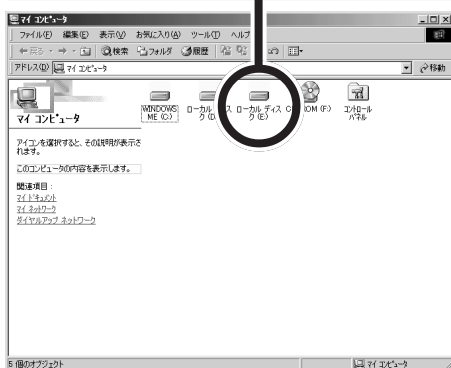 マイ コンピュータ
ファイル(F) 編集(E) 表示(V) お気に入り(A) ツール(T) ヘルプ
戻る 検索 フォルダ 履歴
アドレス(D) マイ コンピュータ 移動
マイ コンピュータ
WINDOWS ME (C:)
ローカル ク (D
ローカル ディスク (E:)
ROM (F:)
コントロール パネル
アイコンを選択すると、その説明が表示されます。
このコンピュータの内容を表示します。
関連項目:
マイ ドキュメント
マイ ネットワーク
ダイヤルアップ ネットワーク
5 個のオブジェクト マイ コンピュータ